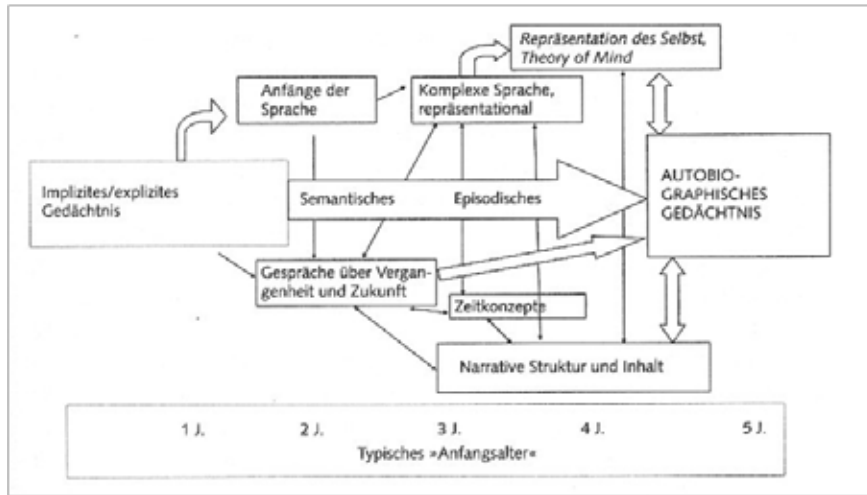 Repräsentation des Selbst,
Theory of Mind
Anfänge der
Sprache
Komplexe Sprache,
repräsentational
Implizites/explizites
Gedächtnis
Semantisches
Episodisches
AUTOBIO-
GRAPHISCHES
GEDÄCHTNIS
Gespräche über Vergan-
genheit und Zukunft
Zeitkonzepte
Narrative Struktur und Inhalt
1 J.
2 J.
3 J.
4 J.
5 J.
Typisches »Anfangsalter«